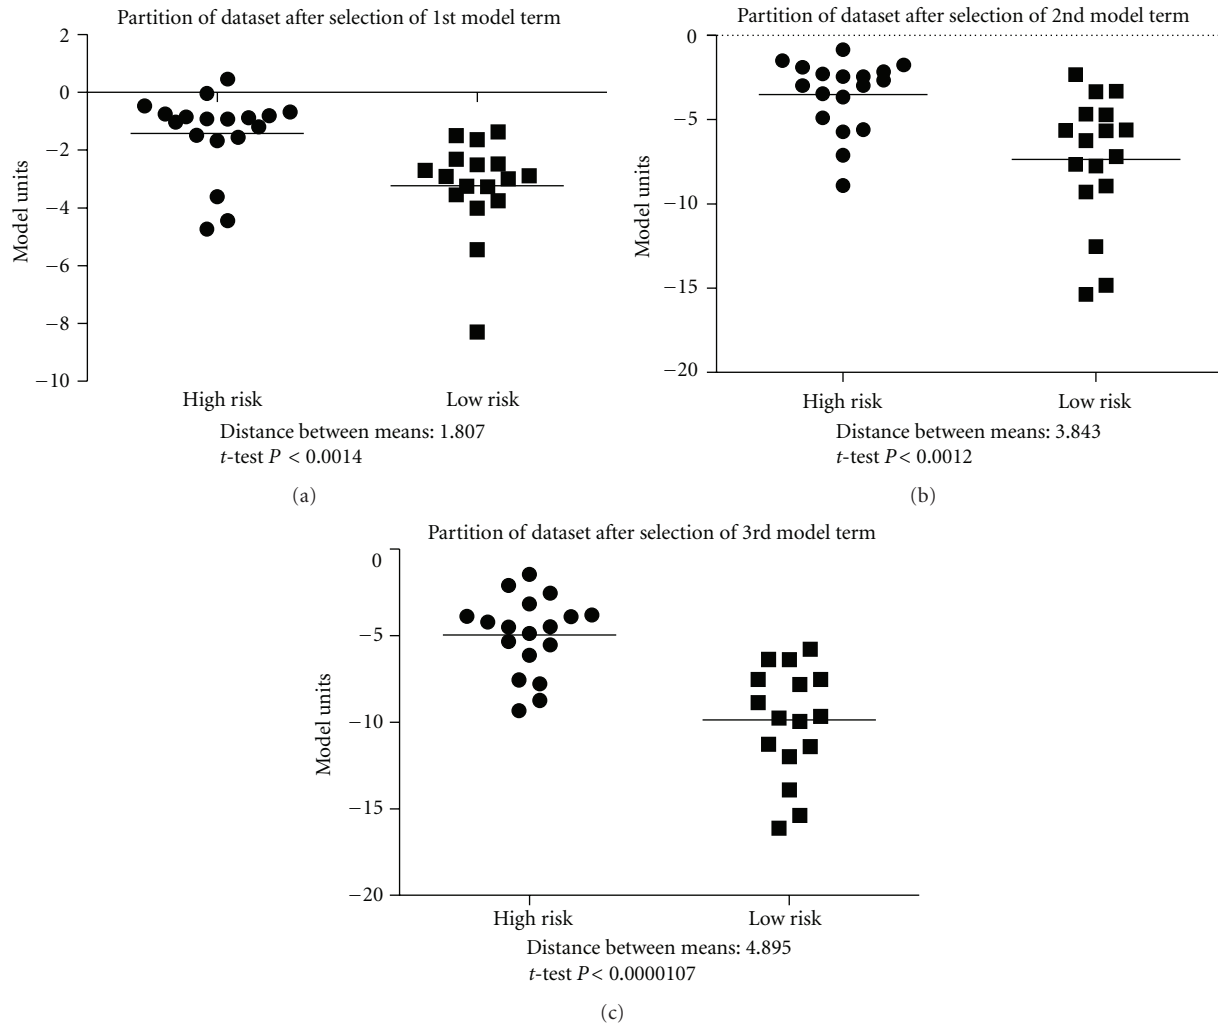 Partition of dataset after selection of 1st model term
2
0
−2
−4
−6
−8
−10
Model units
High risk
Low risk
Distance between means: 1.807
t-test P < 0.0014
(a)
Partition of dataset after selection of 2nd model term
0
−5
−10
−15
−20
Model units
High risk
Low risk
Distance between means: 3.843
t-test P< 0.0012
(b)
Partition of dataset after selection of 3rd model term
0
−5
−10
−15
−20
Model units
High risk
Low risk
Distance between means: 4.895
t-test P< 0.0000107
(c)